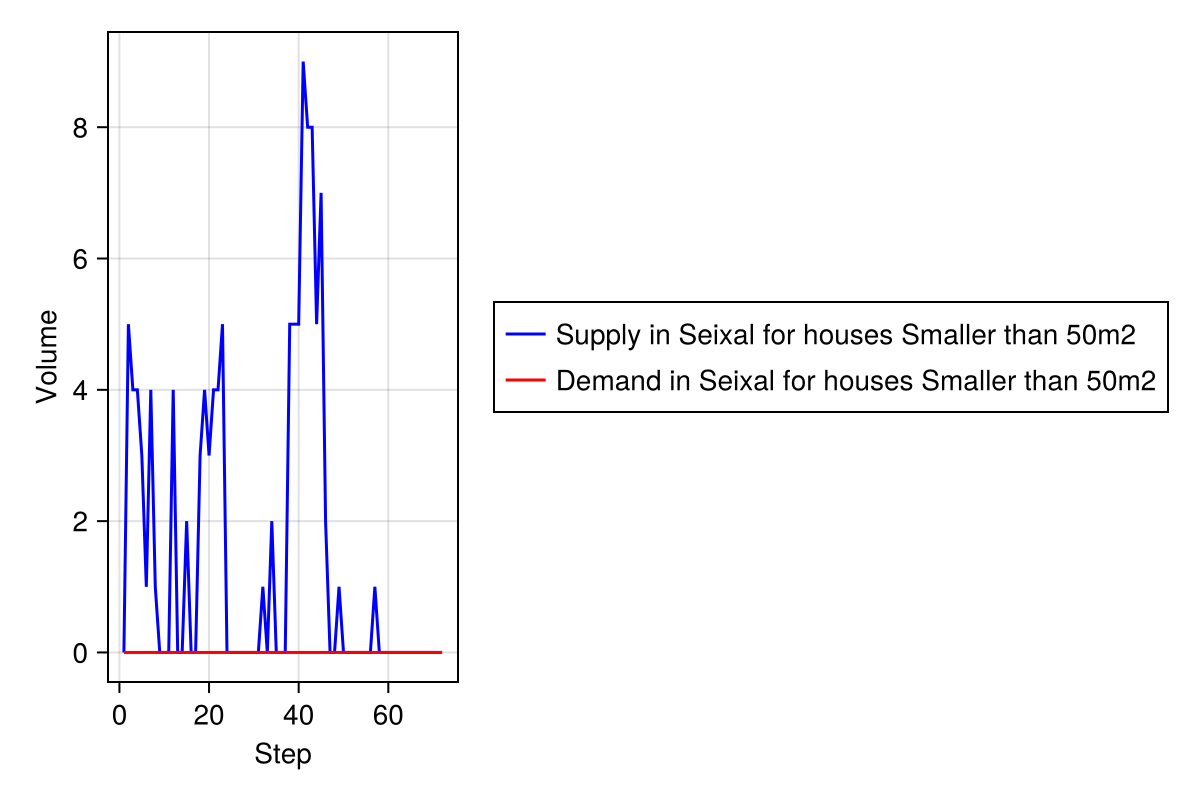 Volume
8
6
4
2
0
0 20 40 60
Step
Supply in Seixal for houses Smaller than 50m2
Demand in Seixal for houses Smaller than 50m2